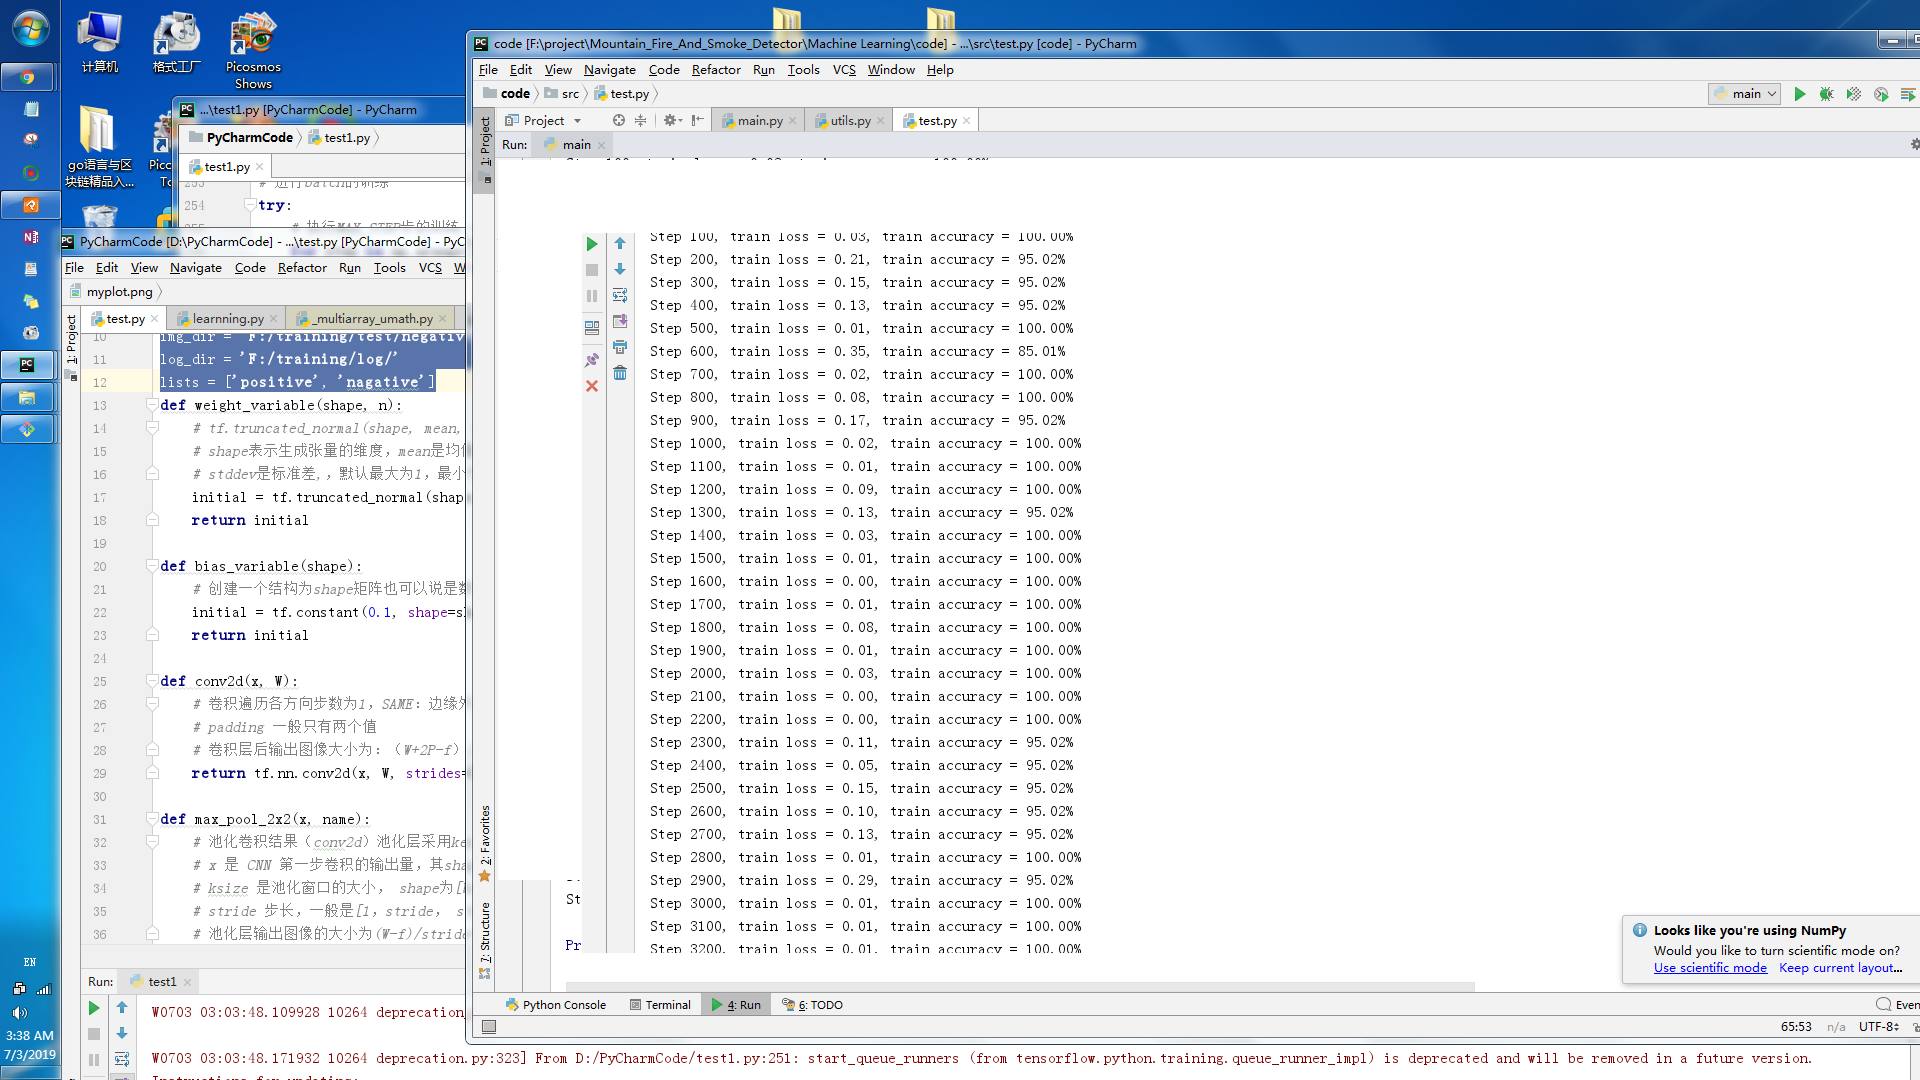 计算机
格式工厂
Picosmos
Shows
go语言与区
块链精品入...
...\test1.py [PyCharmCode] - PyCharm
PyCharmCode
test1.py
test1.py
253 # 进行batch的训练
254 try:
PyCharmCode [D:\PyCharmCode] - ...\test.py [PyCharmCode] - PyC
File Edit View Navigate Code Refactor Run Tools VCS W
myplot.png
test.py learnning.py _multiarray_umath.py
1: Project
10 img_dir = 'F:/training/test/negativ
11 log_dir = 'F:/training/log/'
12 lists = ['positive', 'nagative']
13 def weight_variable(shape, n):
14 # tf.truncated_normal(shape, mean,
15 # shape表示生成张量的维度，mean是均值
16 # stddev是标准差,，默认最大为1，最小
17 initial = tf.truncated_normal(shap
18 return initial
19
20 def bias_variable(shape):
21 # 创建一个结构为shape矩阵也可以说是数
22 initial = tf.constant(0.1, shape=sh
23 return initial
24
25 def conv2d(x, W):
26 # 卷积遍历各方向步数为1，SAME：边缘外
27 # padding 一般只有两个值
28 # 卷积层后输出图像大小为：（W+2P-f）
29 return tf.nn.conv2d(x, W, strides=
30
31 def max_pool_2x2(x, name):
32 # 池化卷积结果（conv2d）池化层采用ke
33 # x 是 CNN 第一步卷积的输出量，其sha
34 # ksize 是池化窗口的大小， shape为[b
35 # stride 步长，一般是[1，stride， s
36 # 池化层输出图像的大小为(W-f)/stride
Run: test1
W0703 03:03:48.109928 10264 deprecation
W0703 03:03:48.171932 10264 deprecation.py:323] From D:/PyCharmCode/test1.py:251: start_queue_runners (from tensorflow.python.training.queue_runner_impl) is deprecated and will be removed in a future version.
Instructions for updating:
code [F:\project\Mountain_Fire_And_Smoke_Detector\Machine Learning\code] - ...\src\test.py [code] - PyCharm
File Edit View Navigate Code Refactor Run Tools VCS Window Help
code src test.py
main
Project
main.py utils.py test.py
1: Project
Run: main
Step 100, train loss = 0.03, train accuracy = 100.00%
Step 200, train loss = 0.21, train accuracy = 95.02%
Step 300, train loss = 0.15, train accuracy = 95.02%
Step 400, train loss = 0.13, train accuracy = 95.02%
Step 500, train loss = 0.01, train accuracy = 100.00%
Step 600, train loss = 0.35, train accuracy = 85.01%
Step 700, train loss = 0.02, train accuracy = 100.00%
Step 800, train loss = 0.08, train accuracy = 100.00%
Step 900, train loss = 0.17, train accuracy = 95.02%
Step 1000, train loss = 0.02, train accuracy = 100.00%
Step 1100, train loss = 0.01, train accuracy = 100.00%
Step 1200, train loss = 0.09, train accuracy = 100.00%
Step 1300, train loss = 0.13, train accuracy = 95.02%
Step 1400, train loss = 0.03, train accuracy = 100.00%
Step 1500, train loss = 0.01, train accuracy = 100.00%
Step 1600, train loss = 0.00, train accuracy = 100.00%
Step 1700, train loss = 0.01, train accuracy = 100.00%
Step 1800, train loss = 0.08, train accuracy = 100.00%
Step 1900, train loss = 0.01, train accuracy = 100.00%
Step 2000, train loss = 0.03, train accuracy = 100.00%
Step 2100, train loss = 0.00, train accuracy = 100.00%
Step 2200, train loss = 0.00, train accuracy = 100.00%
Step 2300, train loss = 0.11, train accuracy = 95.02%
Step 2400, train loss = 0.05, train accuracy = 95.02%
Step 2500, train loss = 0.15, train accuracy = 95.02%
Step 2600, train loss = 0.10, train accuracy = 95.02%
Step 2700, train loss = 0.13, train accuracy = 95.02%
Step 2800, train loss = 0.01, train accuracy = 100.00%
Step 2900, train loss = 0.29, train accuracy = 95.02%
Step 3000, train loss = 0.01, train accuracy = 100.00%
Step 3100, train loss = 0.01, train accuracy = 100.00%
Step 3200, train loss = 0.01, train accuracy = 100.00%
St
Pr
2: Favorites
7: Structure
Looks like you're using NumPy
Would you like to turn scientific mode on?
Use scientific mode Keep current layout...
Python Console Terminal 4: Run 6: TODO
Even
65:53 n/a UTF-8
EN
3:38 AM
7/3/2019